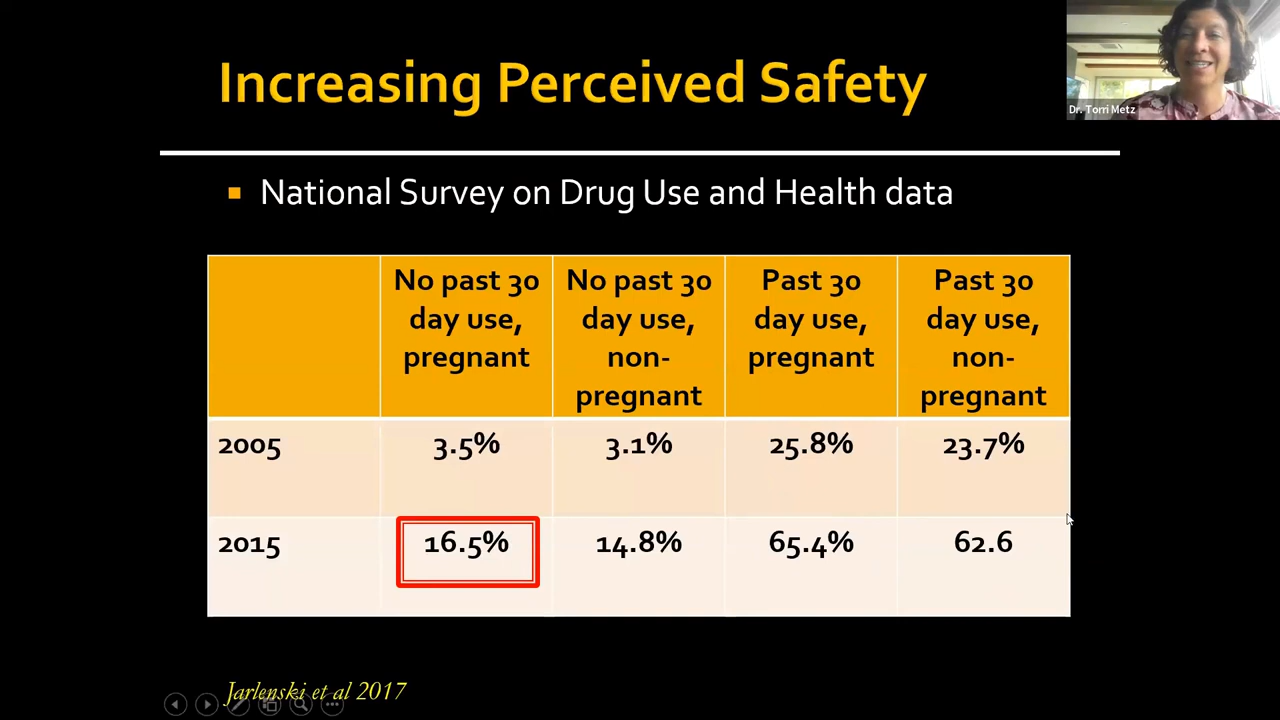 Increasing Perceived Safety
Dr. Torri Metz
National Survey on Drug Use and Health data
No past 30
day use,
pregnant
No past 30
day use,
non-
pregnant
Past 30
day use,
pregnant
Past 30
day use,
non-
pregnant
2005
3.5%
3.1%
25.8%
23.7%
2015
16.5%
14.8%
65.4%
62.6
Jarlenski et al 2017